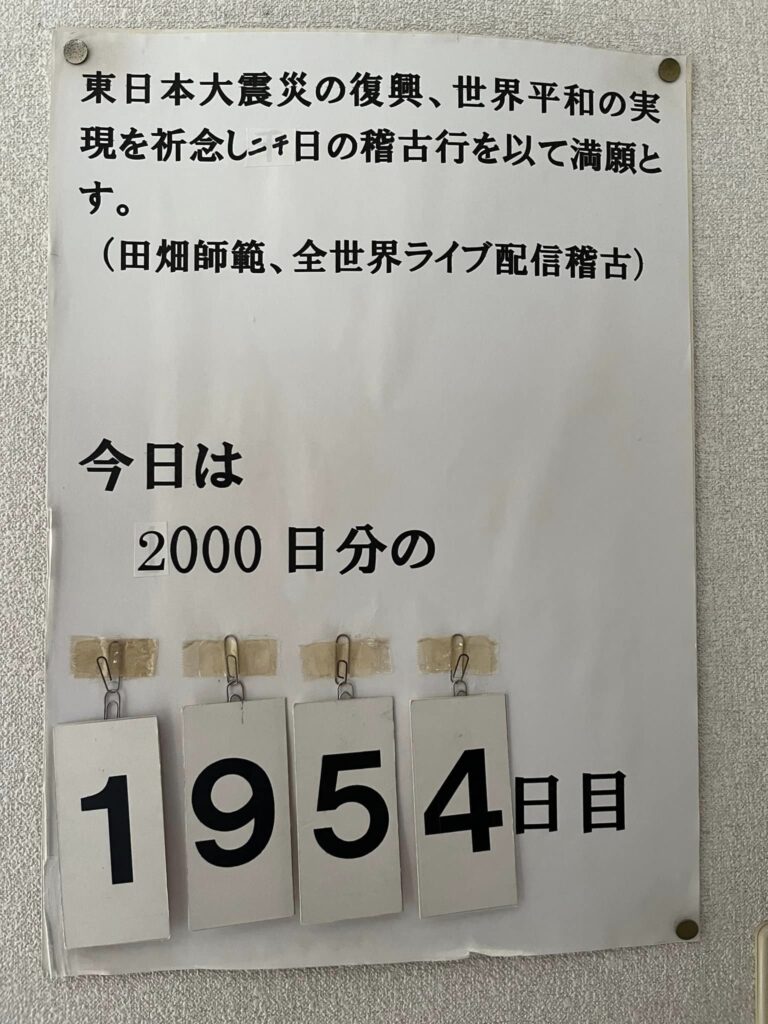 東日本大震災の復興、世界平和の実
現を祈念し二千日の稽古行を以て満願と
す。
（田畑師範、全世界ライブ配信稽古）
今日は
2000 日分の
1954日目